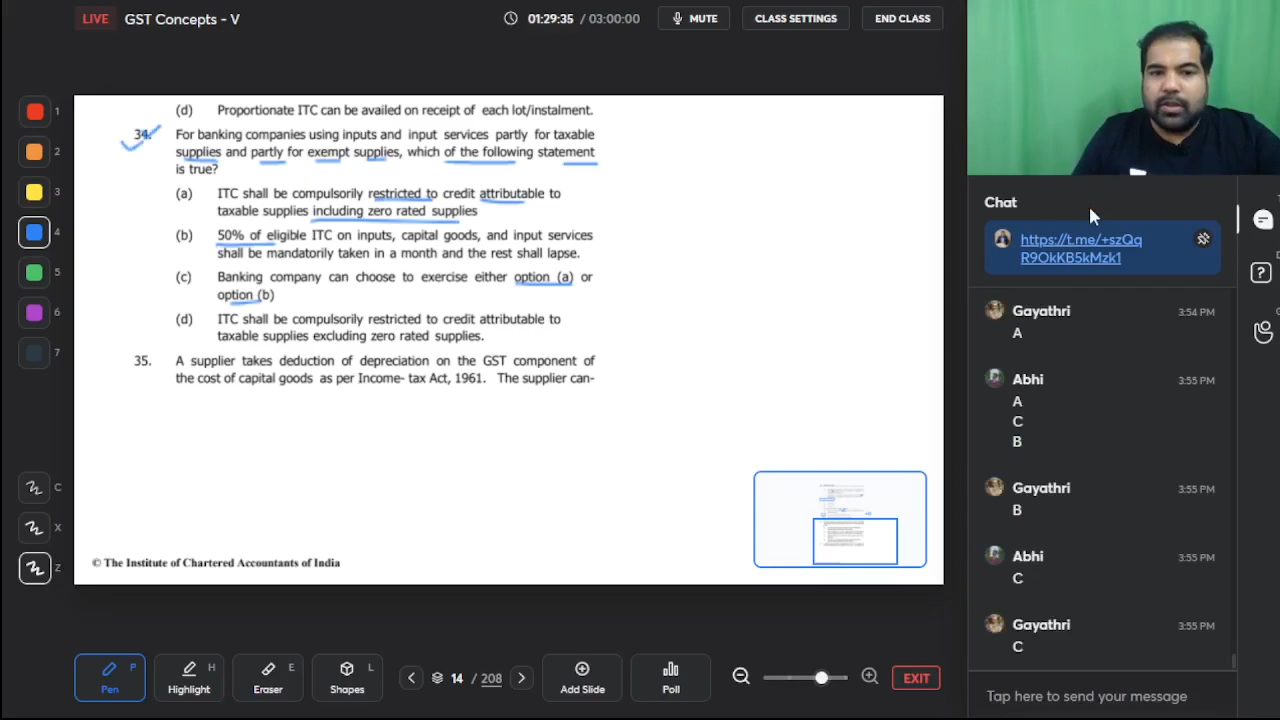 LIVE
GST Concepts - V
01:29:35 / 03:00:00
MUTE
CLASS SETTINGS
END CLASS
1
2
3
4
5
6
7
C
X
Z
(d) Proportionate ITC can be availed on receipt of each lot/instalment.
34. For banking companies using inputs and input services partly for taxable
supplies and partly for exempt supplies, which of the following statement
is true?
(a) ITC shall be compulsorily restricted to credit attributable to
taxable supplies including zero rated supplies
(b) 50% of eligible ITC on inputs, capital goods, and input services
shall be mandatorily taken in a month and the rest shall lapse.
(c) Banking company can choose to exercise either option (a) or
option (b)
(d) ITC shall be compulsorily restricted to credit attributable to
taxable supplies excluding zero rated supplies.
35. A supplier takes deduction of depreciation on the GST component of
the cost of capital goods as per Income- tax Act, 1961. The supplier can-
© The Institute of Chartered Accountants of India
Pen P
Highlight H
Eraser E
Shapes L
14 / 208
Add Slide
Poll
EXIT
Chat
https://t.me/+szQq
R9OkKB5kMzk1
Gayathri 3:54 PM
A
Abhi 3:55 PM
A
C
B
Gayathri 3:55 PM
B
Abhi 3:55 PM
C
Gayathri 3:55 PM
C
Tap here to send your message